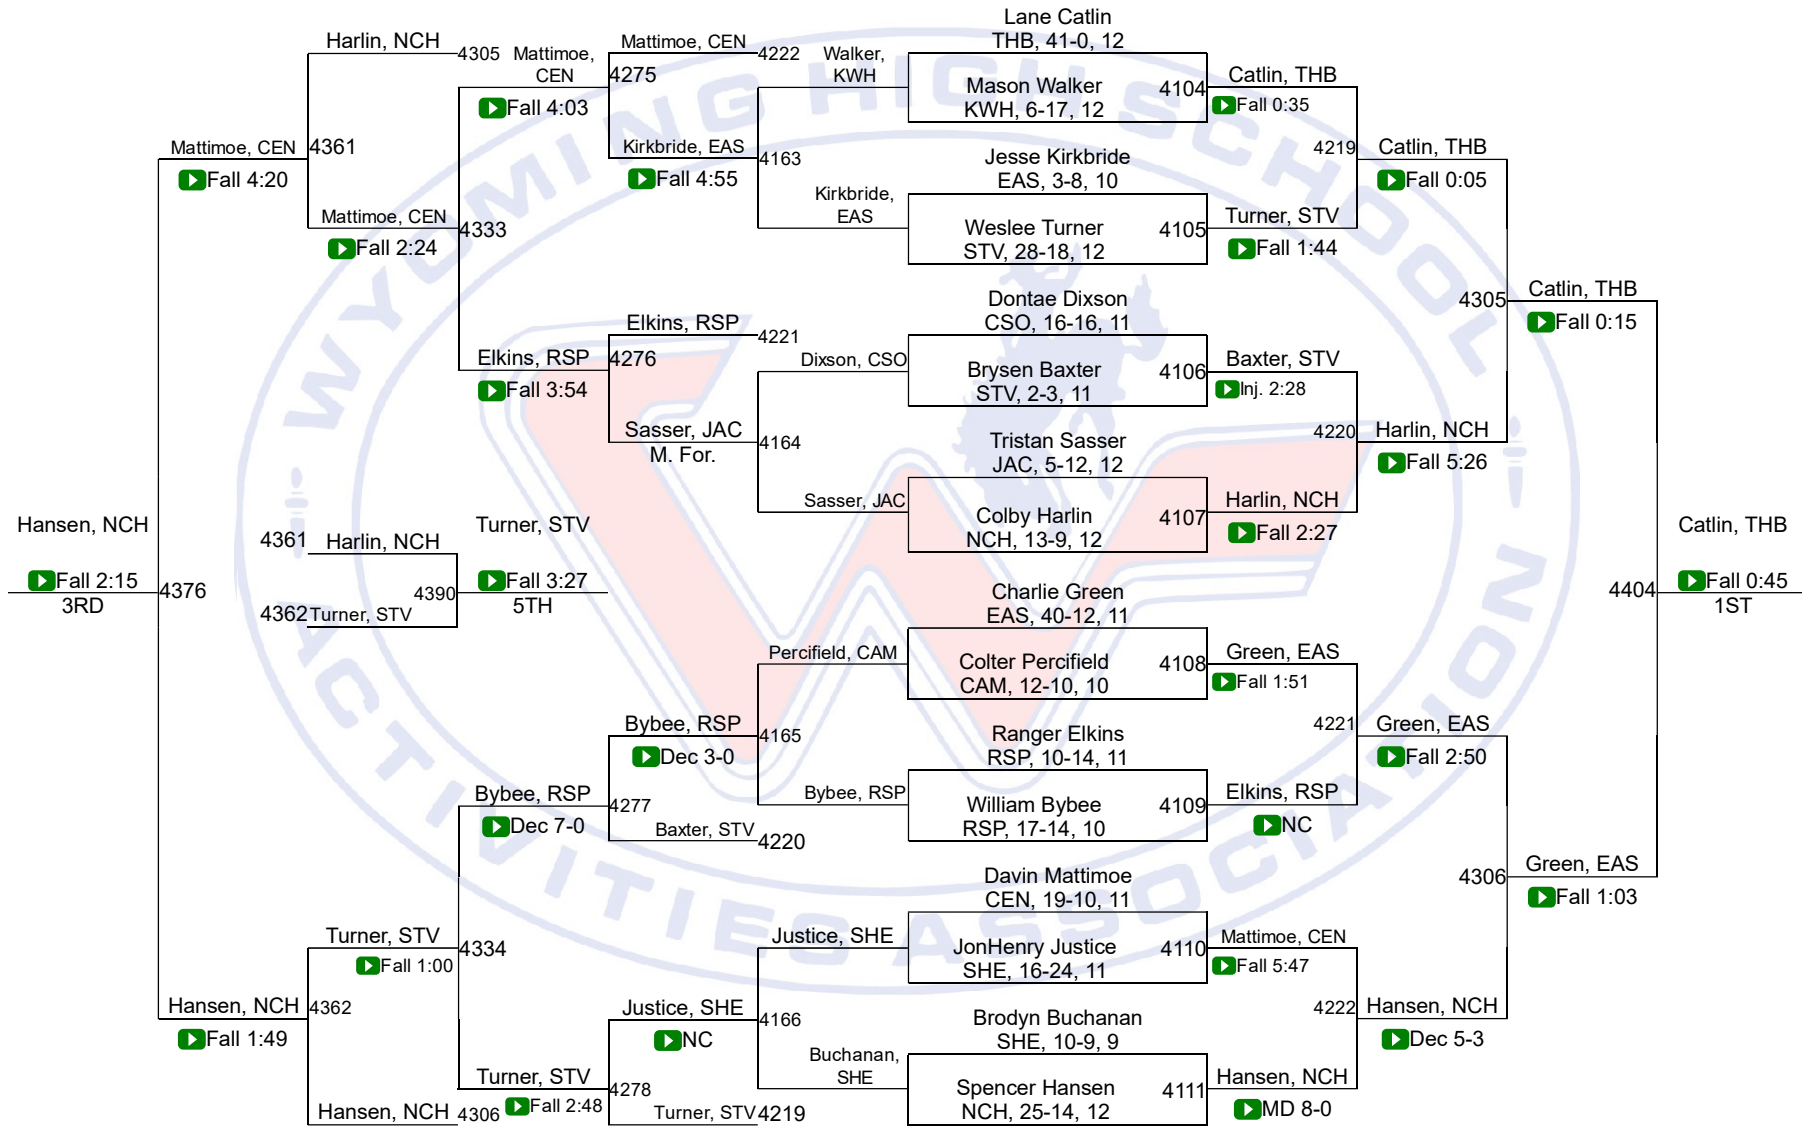 Lane Catlin
THB, 41-0, 12
Mason Walker
KWH, 6-17, 12
4104
Jesse Kirkbride
EAS, 3-8, 10
Weslee Turner
STV, 28-18, 12
4105
Dontae Dixson
CSO, 16-16, 11
Brysen Baxter
STV, 2-3, 11
4106
Tristan Sasser
JAC, 5-12, 12
Colby Harlin
NCH, 13-9, 12
4107
Charlie Green
EAS, 40-12, 11
Colter Percifield
CAM, 12-10, 10
4108
Ranger Elkins
RSP, 10-14, 11
William Bybee
RSP, 17-14, 10
4109
Davin Mattimoe
CEN, 19-10, 11
JonHenry Justice
SHE, 16-24, 11
4110
Brodyn Buchanan
SHE, 10-9, 9
Spencer Hansen
NCH, 25-14, 12
4111
Catlin, THB
Fall 0:35
4219
Turner, STV
Fall 1:44
Baxter, STV
Inj. 2:28
4220
Harlin, NCH
Fall 2:27
Green, EAS
Fall 1:51
4221
Elkins, RSP
NC
Mattimoe, CEN
Fall 5:47
4222
Hansen, NCH
MD 8-0
Catlin, THB
Fall 0:05
4305
Harlin, NCH
Fall 5:26
Green, EAS
Fall 2:50
4306
Hansen, NCH
Dec 5-3
Catlin, THB
Fall 0:15
4404
Green, EAS
Fall 1:03
Catlin, THB
Fall 0:45
1ST
Walker,
KWH
4163
Kirkbride,
EAS
Dixson, CSO
4164
Sasser, JAC
Percifield, CAM
4165
Bybee, RSP
Justice, SHE
4166
Buchanan,
SHE
Mattimoe, CEN
4222
4275
Kirkbride, EAS
Fall 4:55
Elkins, RSP
4221
4276
Sasser, JAC
M. For.
Bybee, RSP
Dec 3-0
4277
Baxter, STV
4220
Justice, SHE
NC
4278
Turner, STV
4219
Mattimoe,
CEN
Fall 4:03
4333
Elkins, RSP
Fall 3:54
Bybee, RSP
Dec 7-0
4334
Turner, STV
Fall 2:48
Harlin, NCH
4305
4361
Mattimoe, CEN
Fall 2:24
Turner, STV
Fall 1:00
4362
Hansen, NCH
4306
Mattimoe, CEN
Fall 4:20
4376
Hansen, NCH
Fall 1:49
Hansen, NCH
Fall 2:15
3RD
4361
Harlin, NCH
4390
4362
Turner, STV
Turner, STV
Fall 3:27
5TH
WYOMING HIGH SCHOOL
ACTIVITIES ASSOCIATION